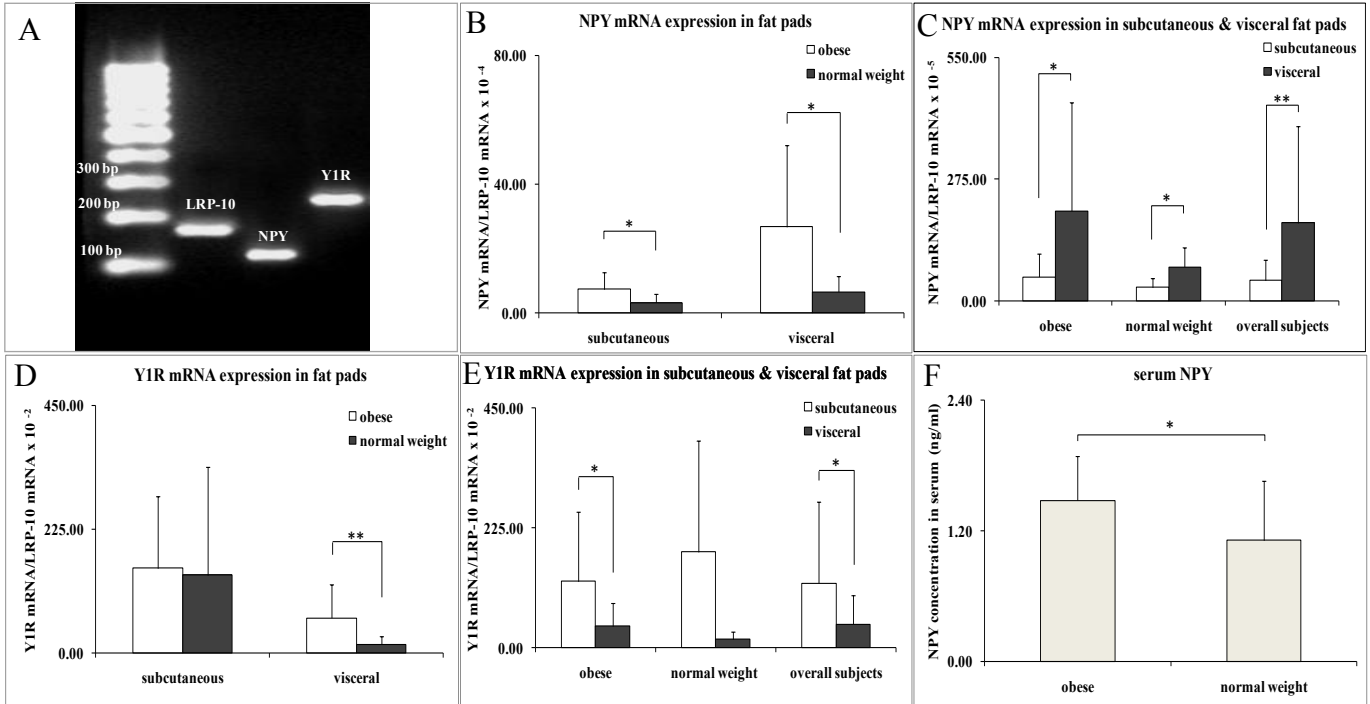 A
300 bp
200 bp
100 bp
LRP-10
NPY
Y1R
B
NPY mRNA expression in fat pads
obese
normal weight
NPY mRNA/LRP-10 mRNA x 10 -4
80.00
40.00
0.00
*
*
subcutaneous
visceral
C
NPY mRNA expression in subcutaneous & visceral fat pads
subcutaneous
visceral
NPY mRNA/LRP-10 mRNA x 10 -5
550.00
275.00
0.00
*
*
**
obese
normal weight
overall subjects
D
Y1R mRNA expression in fat pads
obese
normal weight
Y1R mRNA/LRP-10 mRNA x 10 -2
450.00
225.00
0.00
**
subcutaneous
visceral
E
Y1R mRNA expression in subcutaneous & visceral fat pads
subcutaneous
visceral
Y1R mRNA/LRP-10 mRNA x 10 -2
450.00
225.00
0.00
*
*
obese
normal weight
overall subjects
F
serum NPY
NPY concentration in serum (ng/ml)
2.40
1.20
0.00
*
obese
normal weight